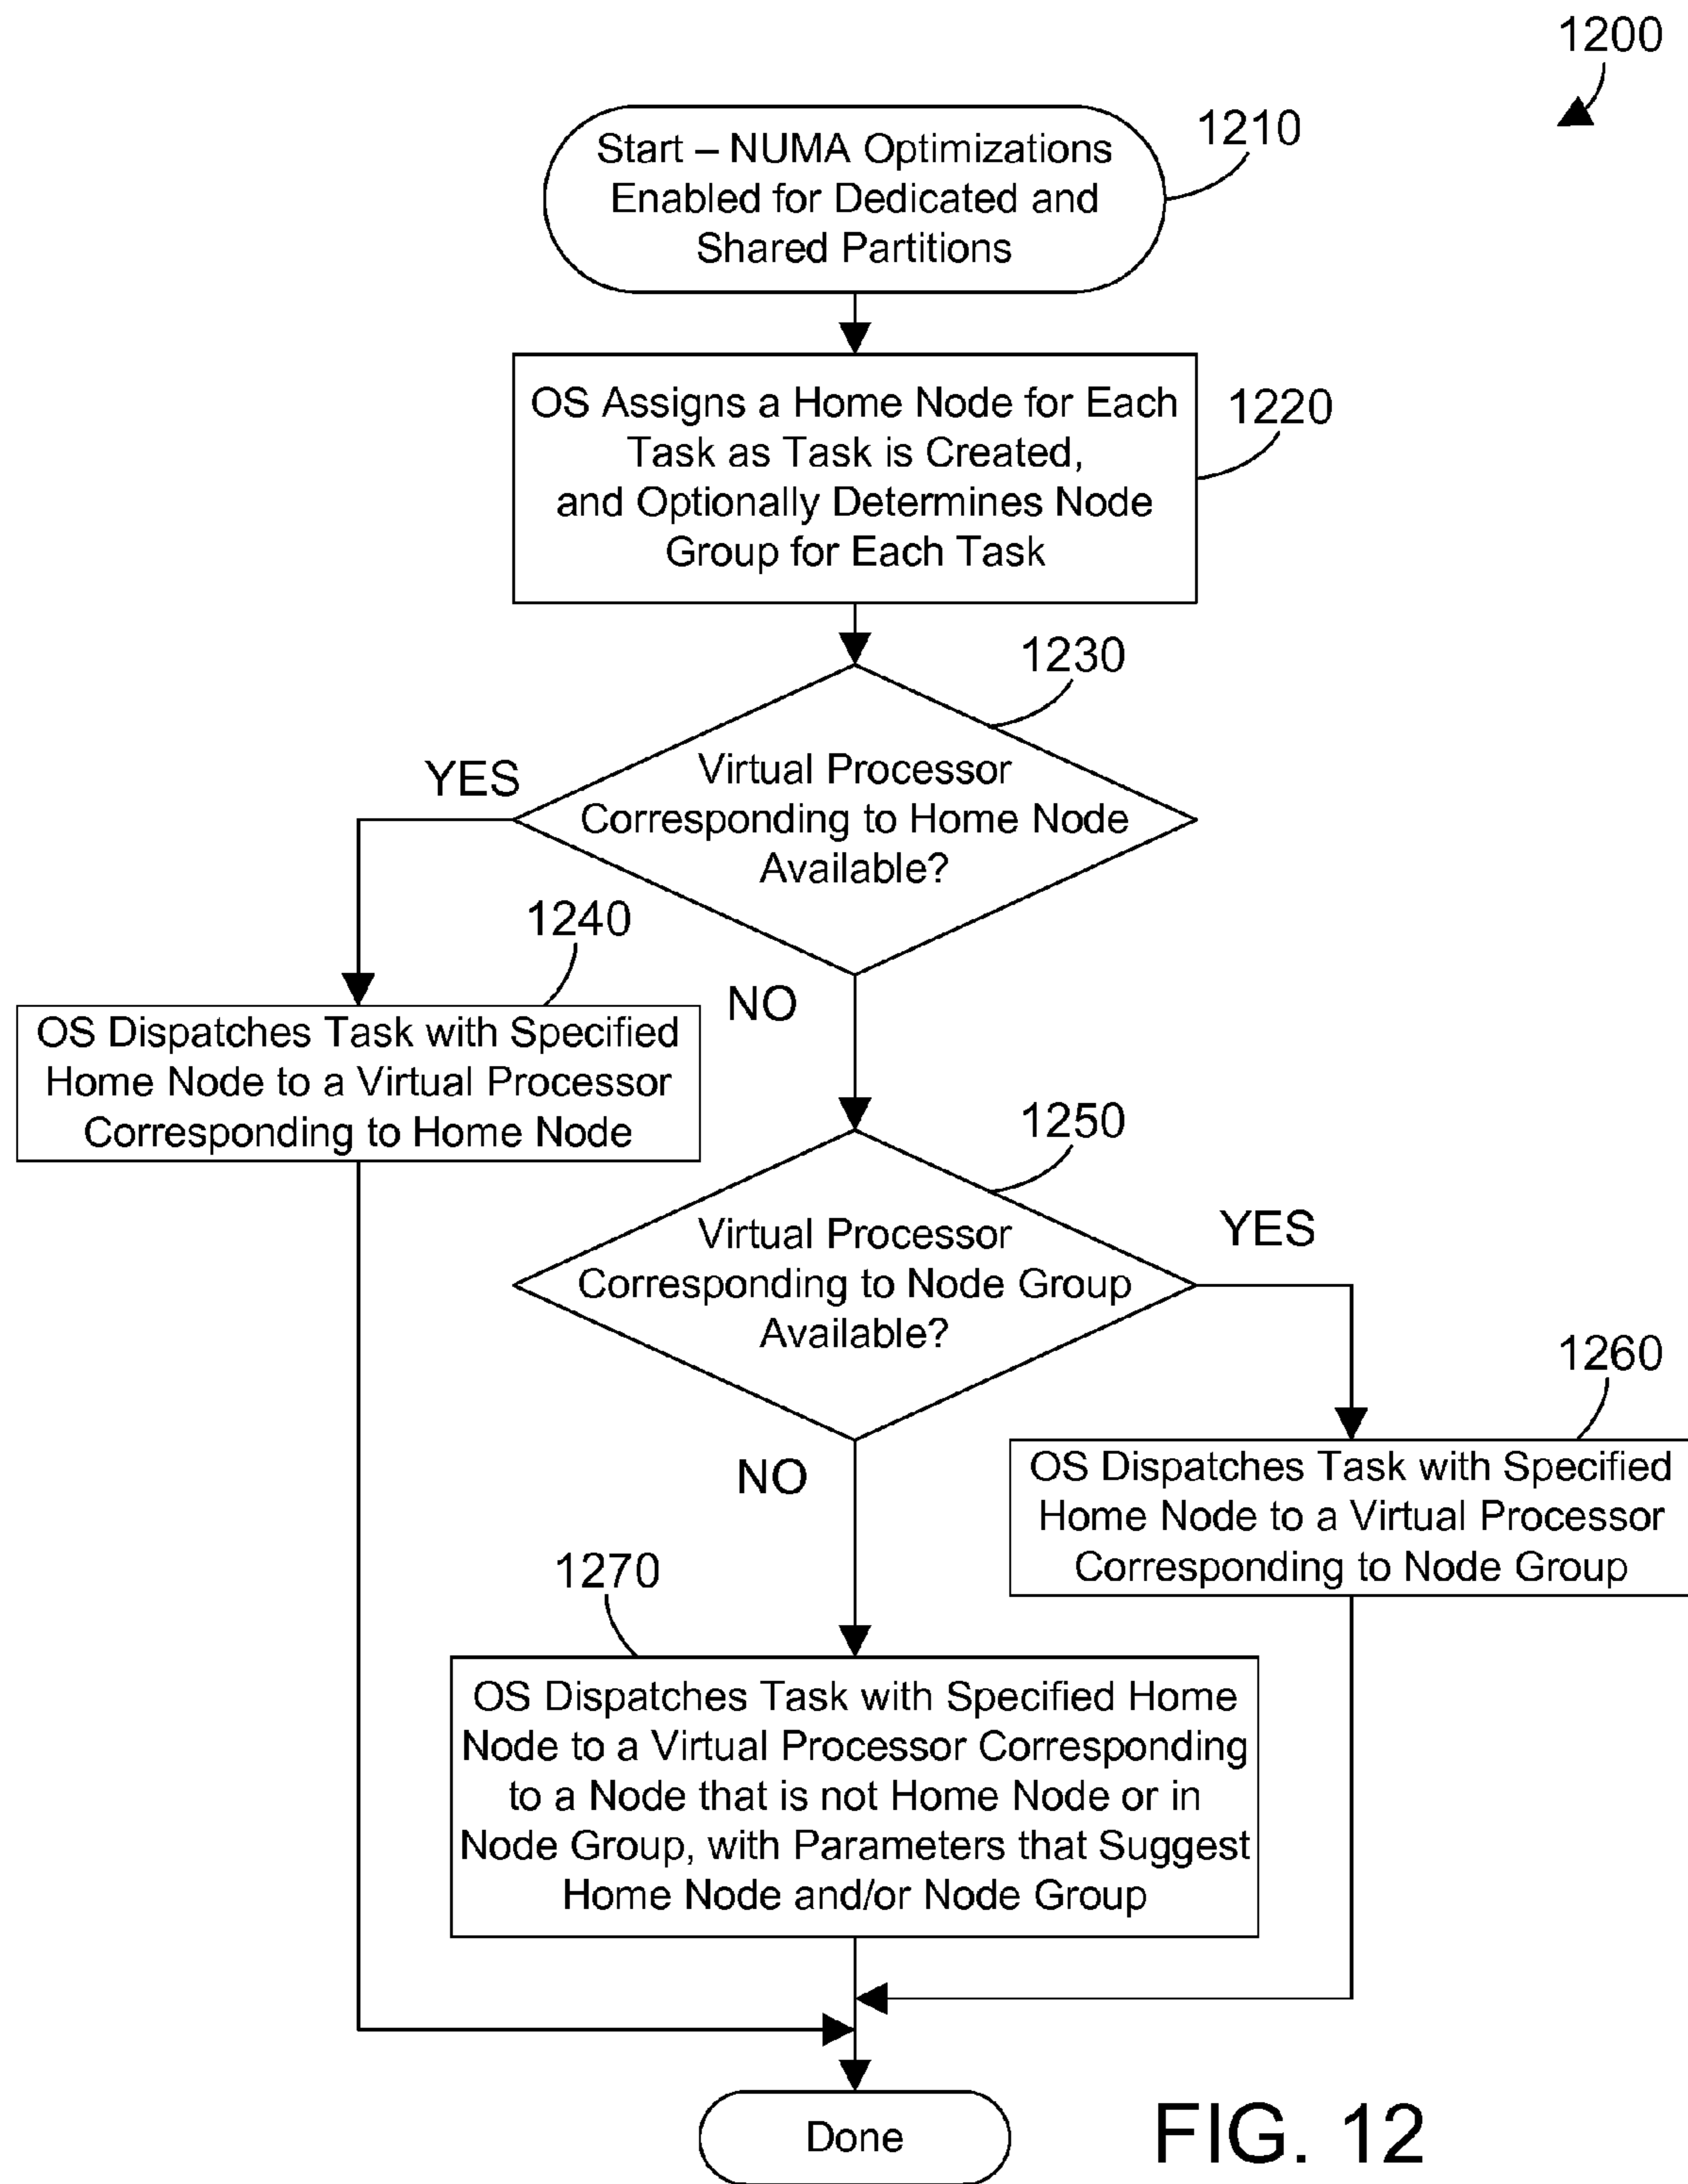 1200
Start – NUMA Optimizations
Enabled for Dedicated and
Shared Partitions
1210
OS Assigns a Home Node for Each
Task as Task is Created,
and Optionally Determines Node
Group for Each Task
1220
1230
Virtual Processor
Corresponding to Home Node
Available?
YES
NO
1240
OS Dispatches Task with Specified
Home Node to a Virtual Processor
Corresponding to Home Node
1250
Virtual Processor
Corresponding to Node Group
Available?
YES
NO
1260
OS Dispatches Task with Specified
Home Node to a Virtual Processor
Corresponding to Node Group
1270
OS Dispatches Task with Specified Home
Node to a Virtual Processor Corresponding
to a Node that is not Home Node or in
Node Group, with Parameters that Suggest
Home Node and/or Node Group
Done
FIG. 12